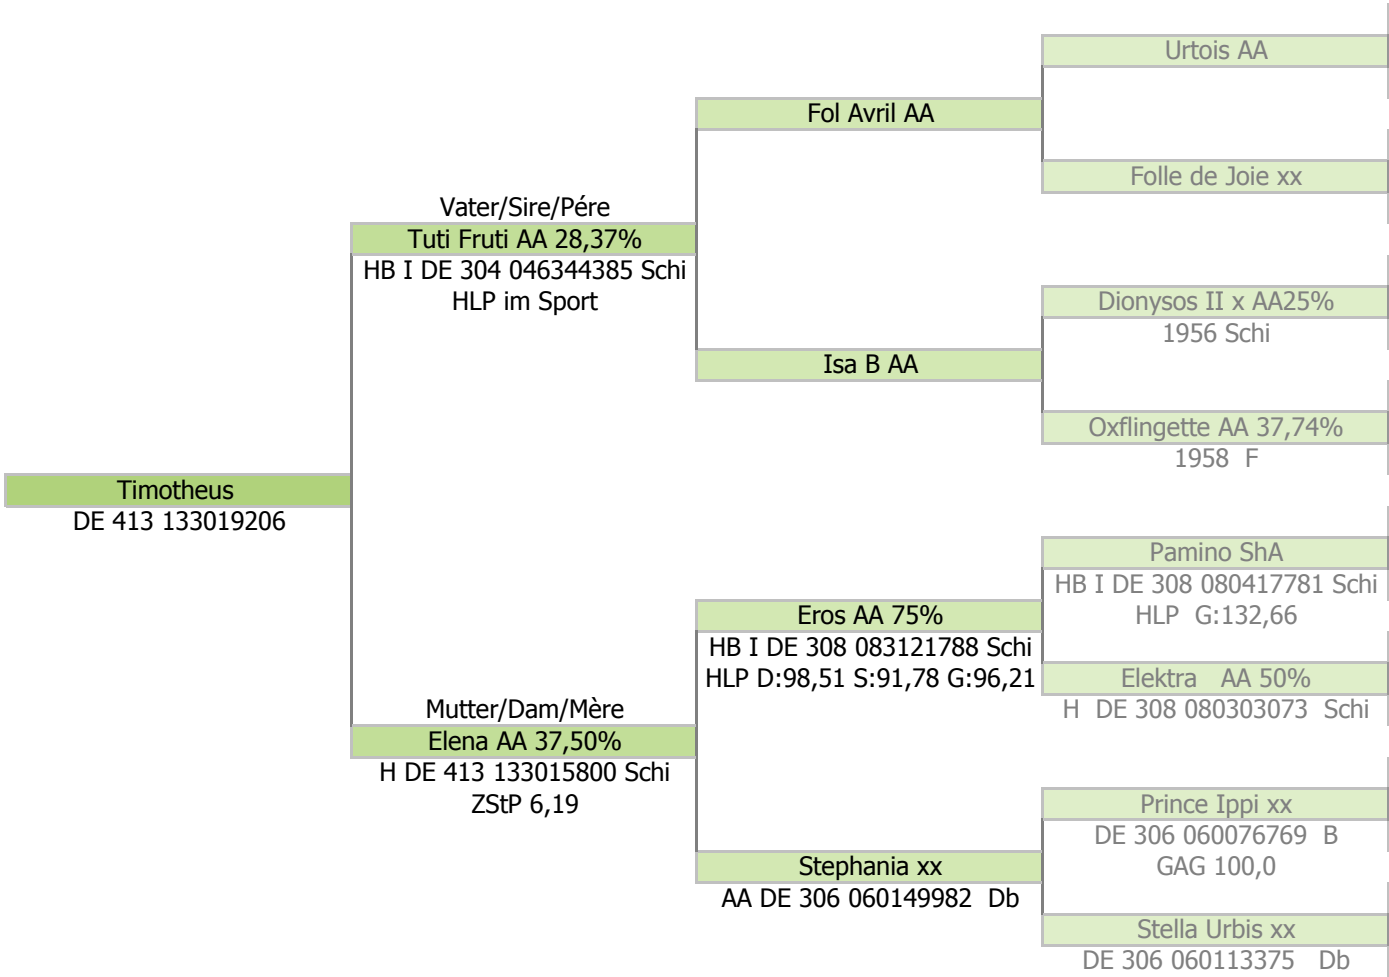 Urtois AA
Fol Avril AA
Folle de Joie xx
Vater/Sire/Pére
Tuti Fruti AA 28,37%
HB I DE 304 046344385 Schi
HLP im Sport
Dionysos II x AA25%
1956 Schi
Isa B AA
Oxflingette AA 37,74%
1958 F
Timotheus
DE 413 133019206
Pamino ShA
HB I DE 308 080417781 Schi
HLP G:132,66
Eros AA 75%
HB I DE 308 083121788 Schi
HLP D:98,51 S:91,78 G:96,21
Elektra AA 50%
H DE 308 080303073 Schi
Mutter/Dam/Mère
Elena AA 37,50%
H DE 413 133015800 Schi
ZStP 6,19
Prince Ippi xx
DE 306 060076769 B
GAG 100,0
Stephania xx
AA DE 306 060149982 Db
Stella Urbis xx
DE 306 060113375 Db